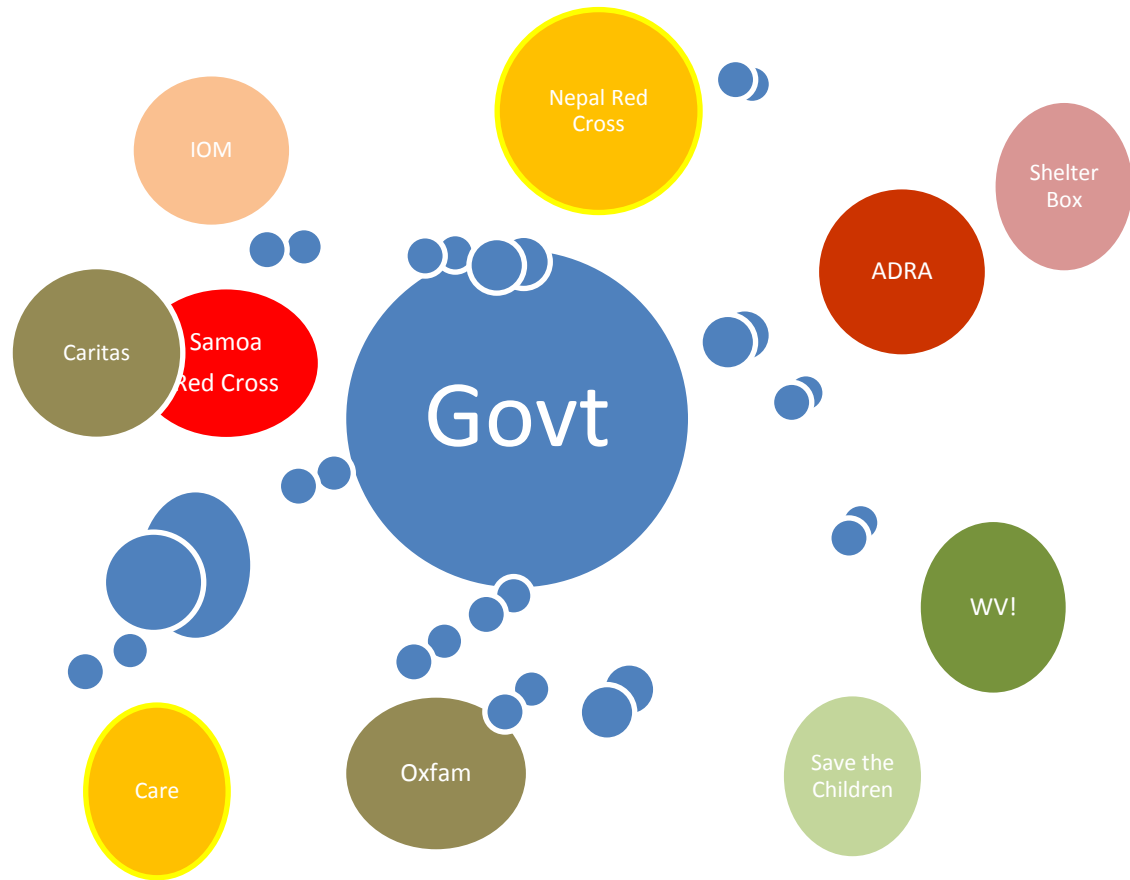 Nepal Red
Cross
IOM
Shelter
Box
ADRA
Caritas
Samoa
Red Cross
Govt
WV!
Save the
Children
Oxfam
Care